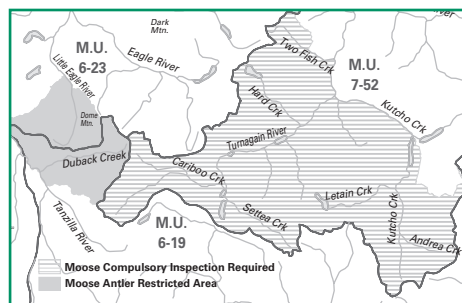 Dark
Mtn.
Eagle River
M.U.
6-23
Little Eagle River
Two Fish Crk
M.U.
7-52
Hard Crk
Kutcho Crk
Dome
Mtn.
Turnagain River
Duback Creek
Cariboo Crk
Letain Crk
Settea Crk
Kutcho Crk
Andrea Crk
Tanzilla River
M.U.
6-19
Moose Compulsory Inspection Required
Moose Antler Restricted Area